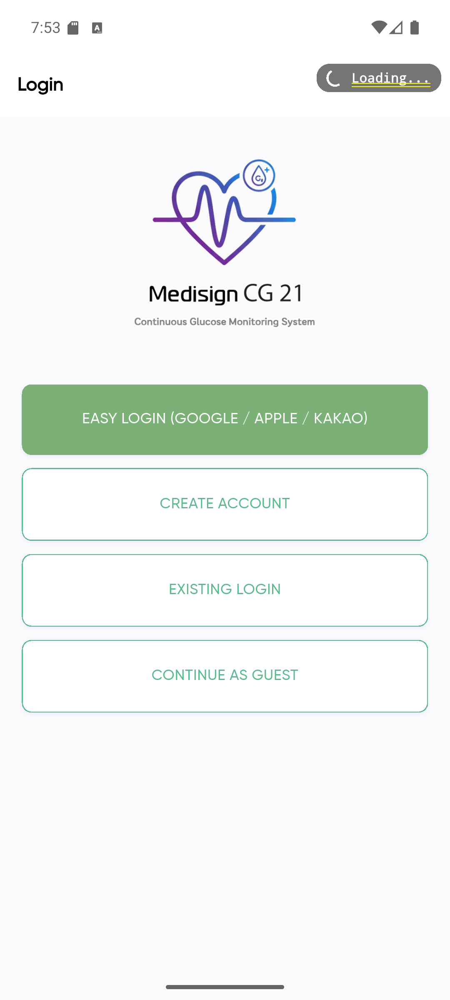 7:53
Login
Loading...
Medisign CG 21
Continuous Glucose Monitoring System
EASY LOGIN (GOOGLE / APPLE / KAKAO)
CREATE ACCOUNT
EXISTING LOGIN
CONTINUE AS GUEST